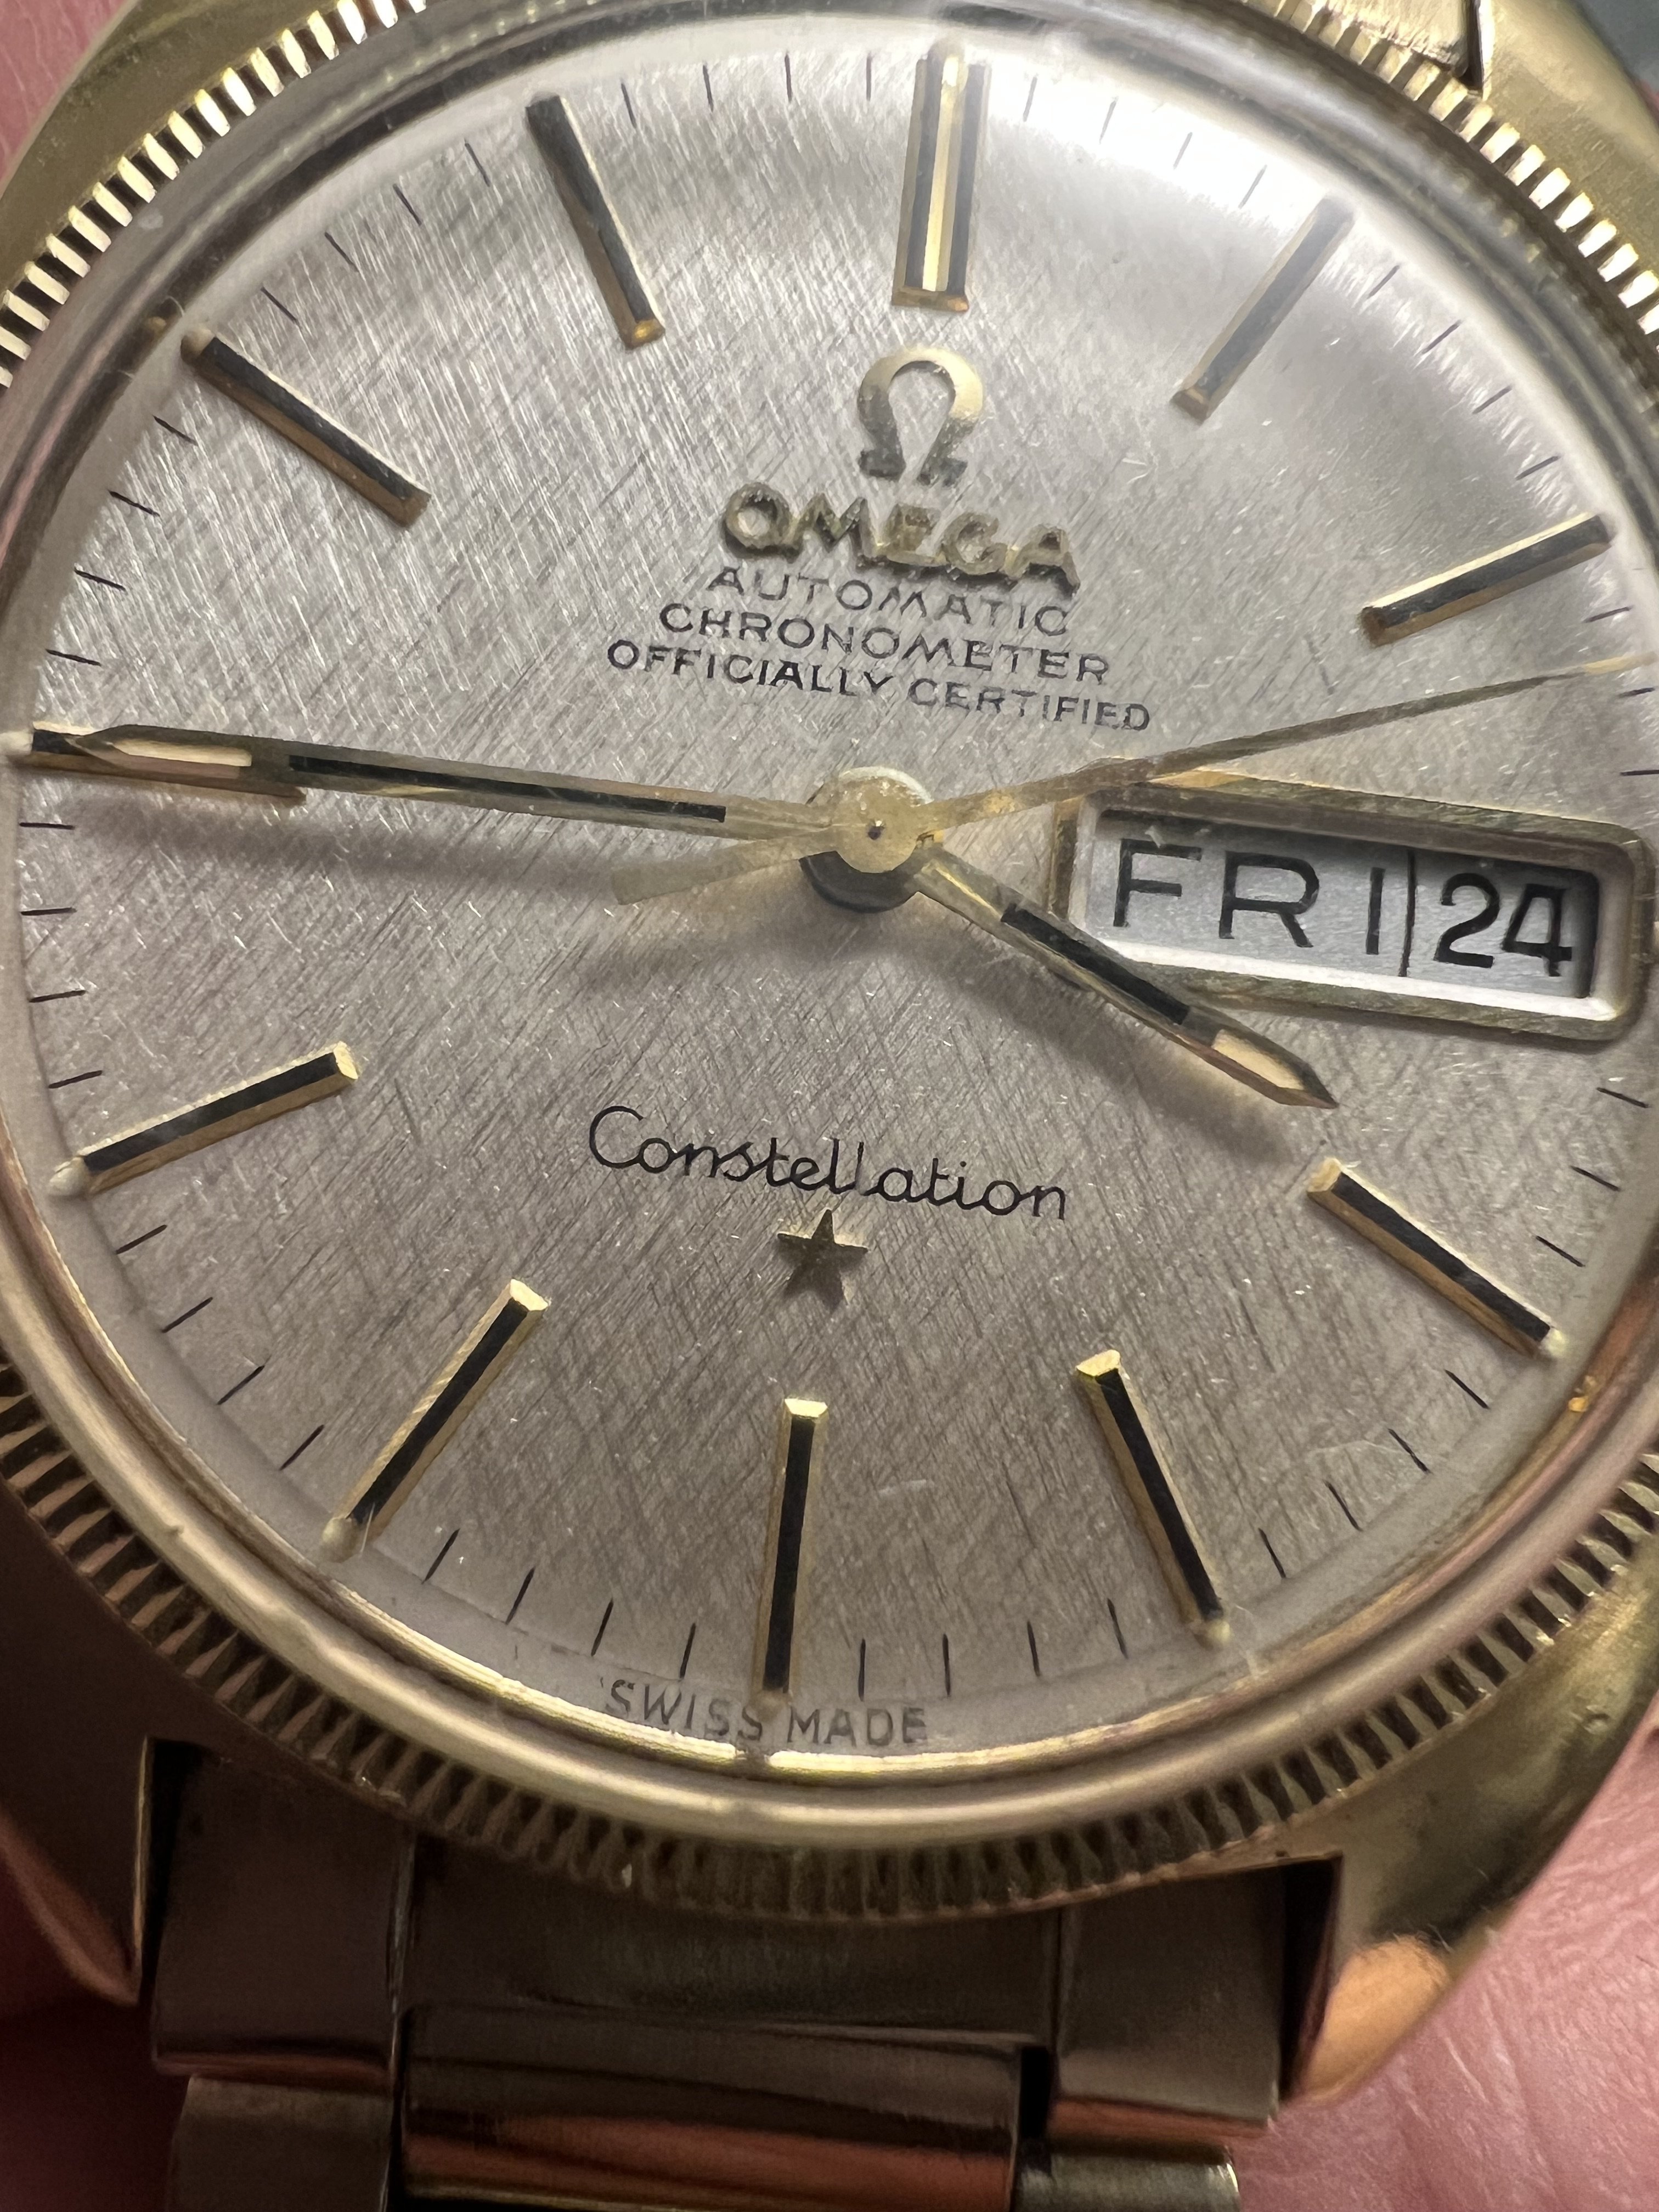 Ω
OMEGA
AUTOMATIC
CHRONOMETER
OFFICIALLY CERTIFIED
FRI 24
Constellation
SWISS MADE